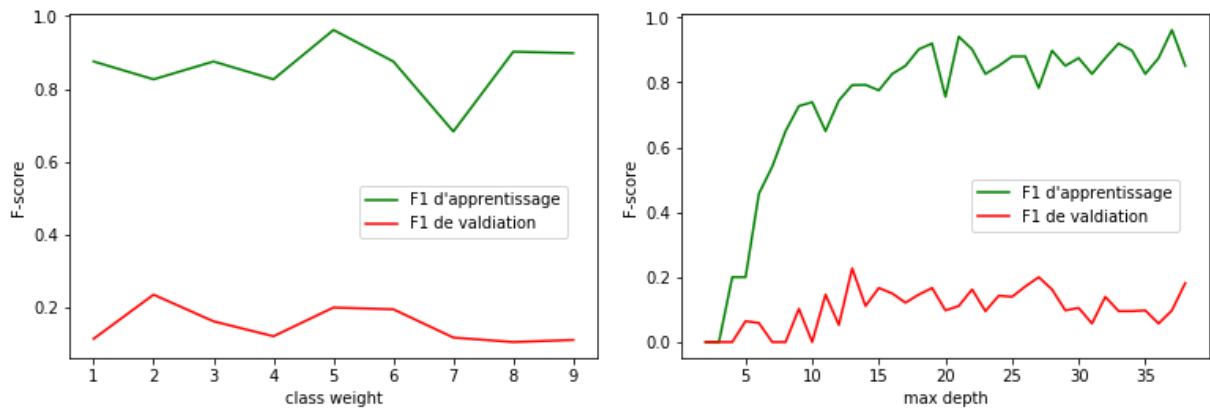 1.0
0.8
0.6
0.4
0.2
F-score
F1 d'apprentissage
F1 de valdiation
1 2 3 4 5 6 7 8 9
class weight
1.0
0.8
0.6
0.4
0.2
0.0
F-score
F1 d'apprentissage
F1 de valdiation
5 10 15 20 25 30 35
max depth